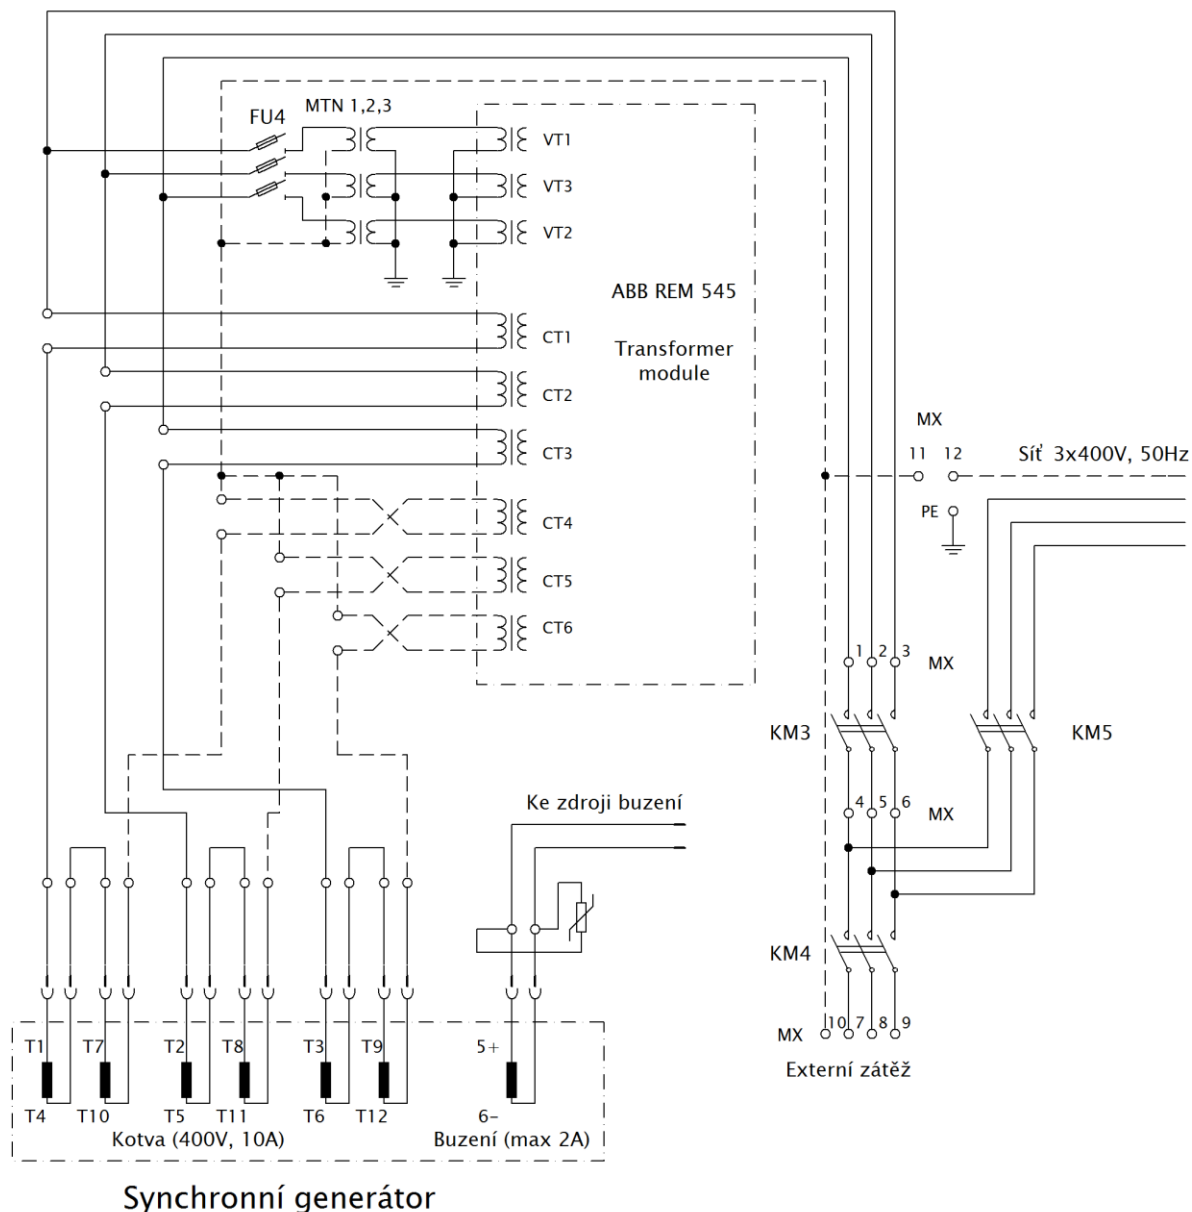 FU4
MTN 1,2,3
VT1
VT3
VT2
ABB REM 545
Transformer
module
CT1
CT2
CT3
CT4
CT5
CT6
MX
11 12
Síť 3x400V, 50Hz
PE
1 2 3
MX
KM3
KM5
4 5 6
MX
Ke zdroji buzení
KM4
MX
10 7 8 9
Externí zátěž
T1 T7 T2 T8 T3 T9 5+
T4 T10 T5 T11 T6 T12 6-
Kotva (400V, 10A)
Buzení (max 2A)
Synchronní generátor